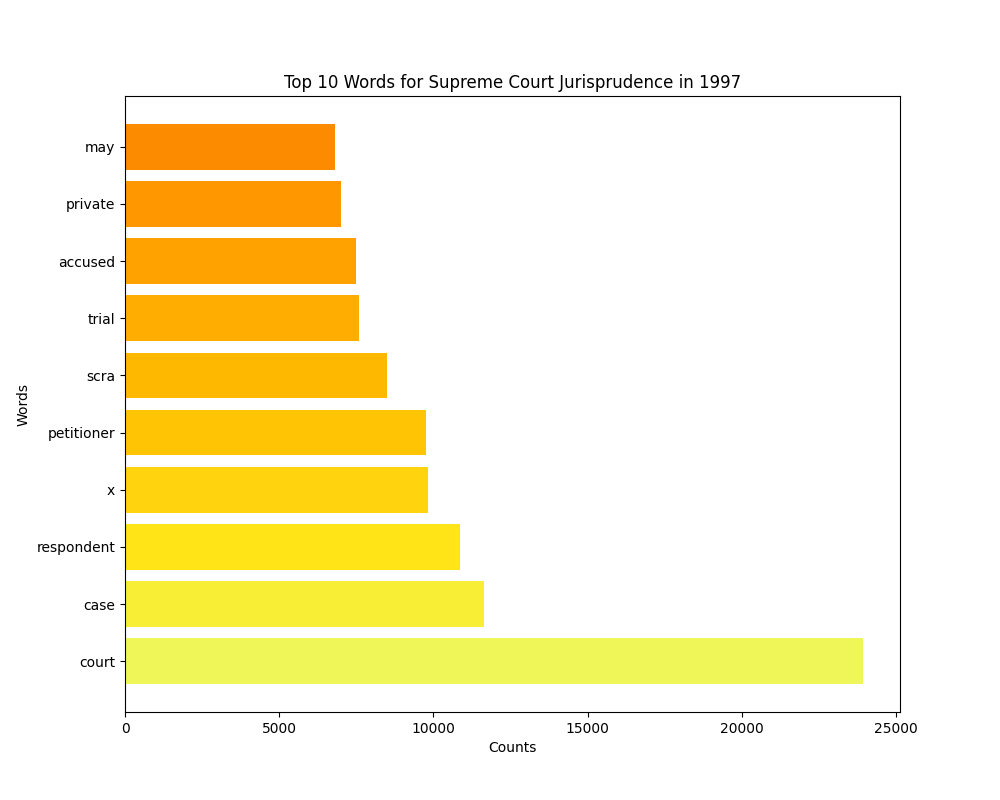 Top 10 Words for Supreme Court Jurisprudence in 1997
may
private
accused
trial
scra
petitioner
x
respondent
case
court
Words
0 5000 10000 15000 20000 25000
Counts